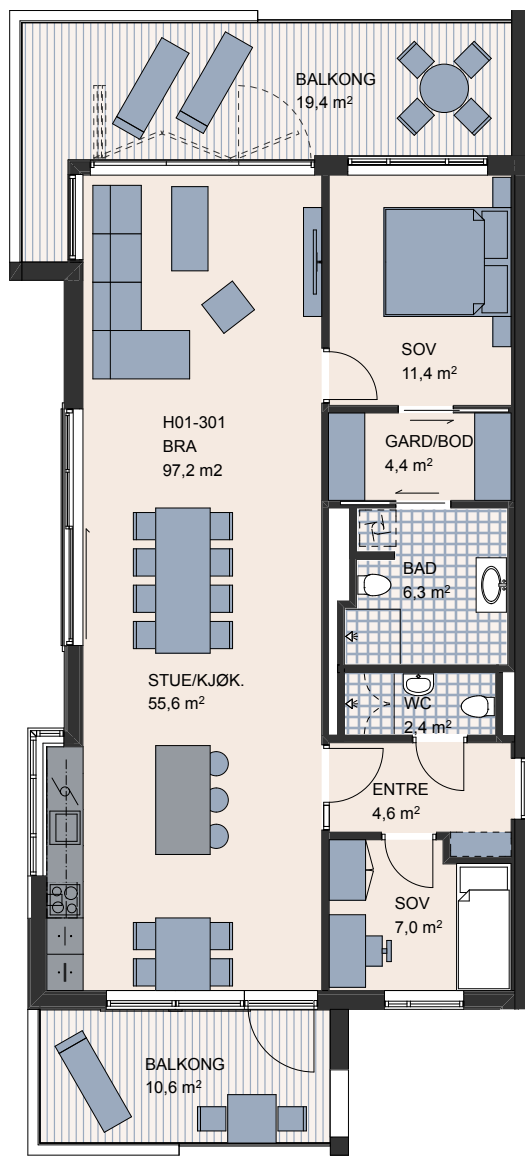 BALKONG
19,4 m²
SOV
11,4 m²
H01-301
BRA
97,2 m2
GARD/BOD
4,4 m²
BAD
6,3 m²
STUE/KJØK.
55,6 m²
WC
2,4 m²
ENTRE
4,6 m²
SOV
7,0 m²
BALKONG
10,6 m²